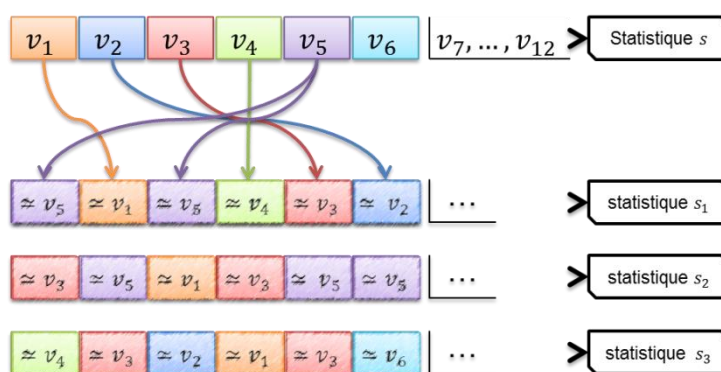 v₁ v₂ v₃ v₄ v₅ v₆ v₇, ..., v₁₂ Statistique s
≃ v₅ ≃ v₁ ≃ v₅ ≃ v₄ ≃ v₃ ≃ v₂ ... statistique s₁
≃ v₃ ≃ v₅ ≃ v₁ ≃ v₃ ≃ v₅ ≃ v₅ ... statistique s₂
≃ v₄ ≃ v₃ ≃ v₂ ≃ v₁ ≃ v₃ ≃ v₆ ... statistique s₃